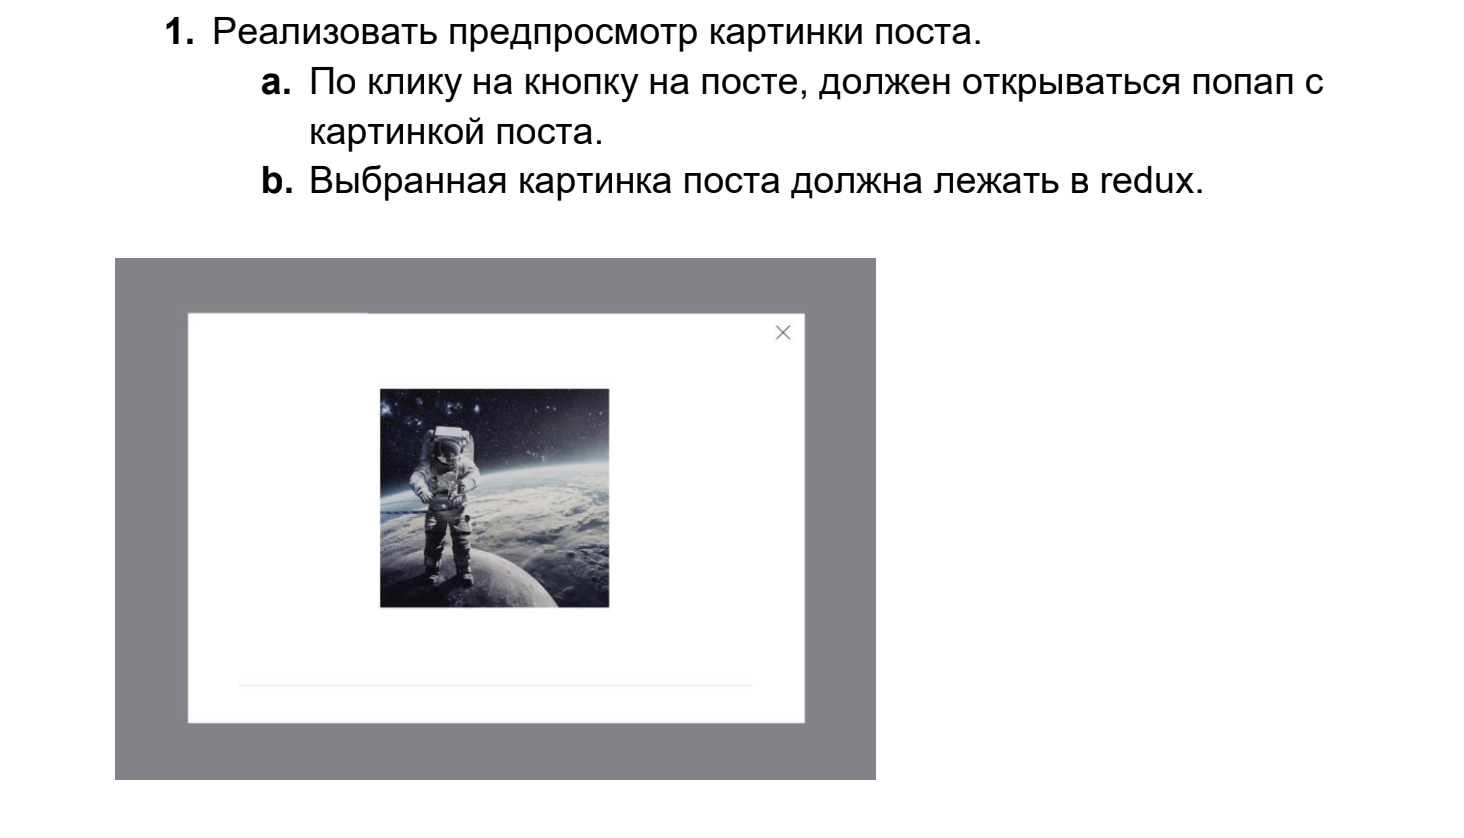 1. Реализовать предпросмотр картинки поста.
a. По клику на кнопку на посте, должен открываться попап с
картинкой поста.
b. Выбранная картинка поста должна лежать в redux.